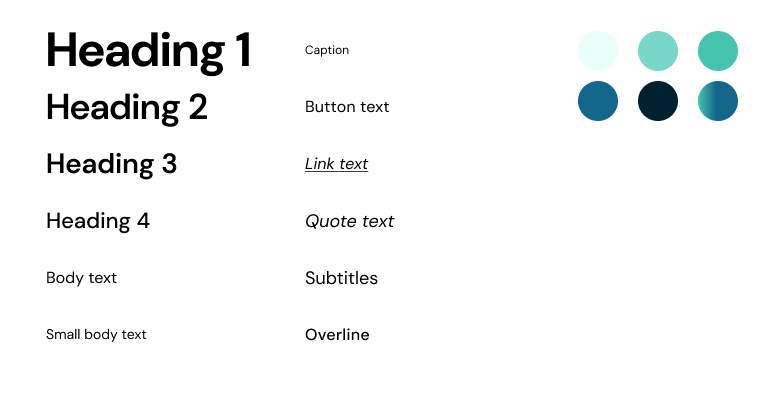 Heading 1
Heading 2
Heading 3
Heading 4
Body text
Small body text
Caption
Button text
Link text
Quote text
Subtitles
Overline